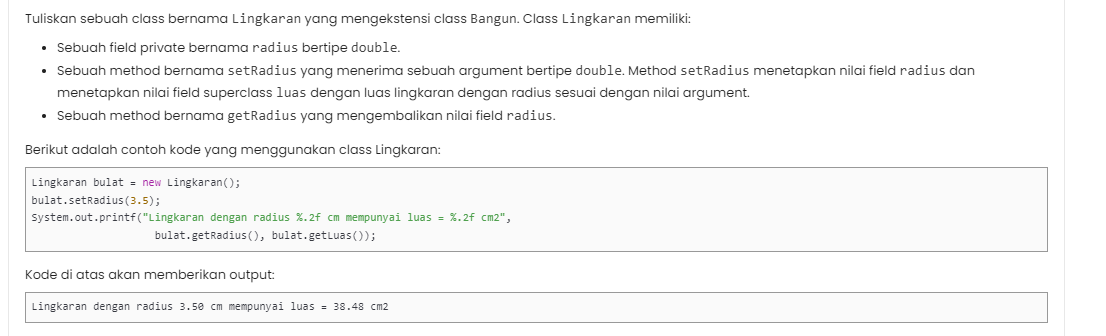 Tuliskan sebuah class bernama Lingkaran yang mengekstensi class Bangun. Class Lingkaran memiliki:
• Sebuah field private bernama radius bertipe double.
• Sebuah method bernama setRadius yang menerima sebuah argument bertipe double. Method setRadius menetapkan nilai field radius dan
menetapkan nilai field superclass luas dengan luas lingkaran dengan radius sesuai dengan nilai argument.
• Sebuah method bernama getRadius yang mengembalikan nilai field radius.
Berikut adalah contoh kode yang menggunakan class Lingkaran:
Lingkaran bulat = new Lingkaran();
bulat.setRadius(3.5);
System.out.printf("Lingkaran dengan radius %.2f cm mempunyai luas = %.2f cm2",
bulat.getRadius(), bulat.getLuas());
Kode di atas akan memberikan output:
Lingkaran dengan radius 3.50 cm mempunyai luas = 38.48 cm2